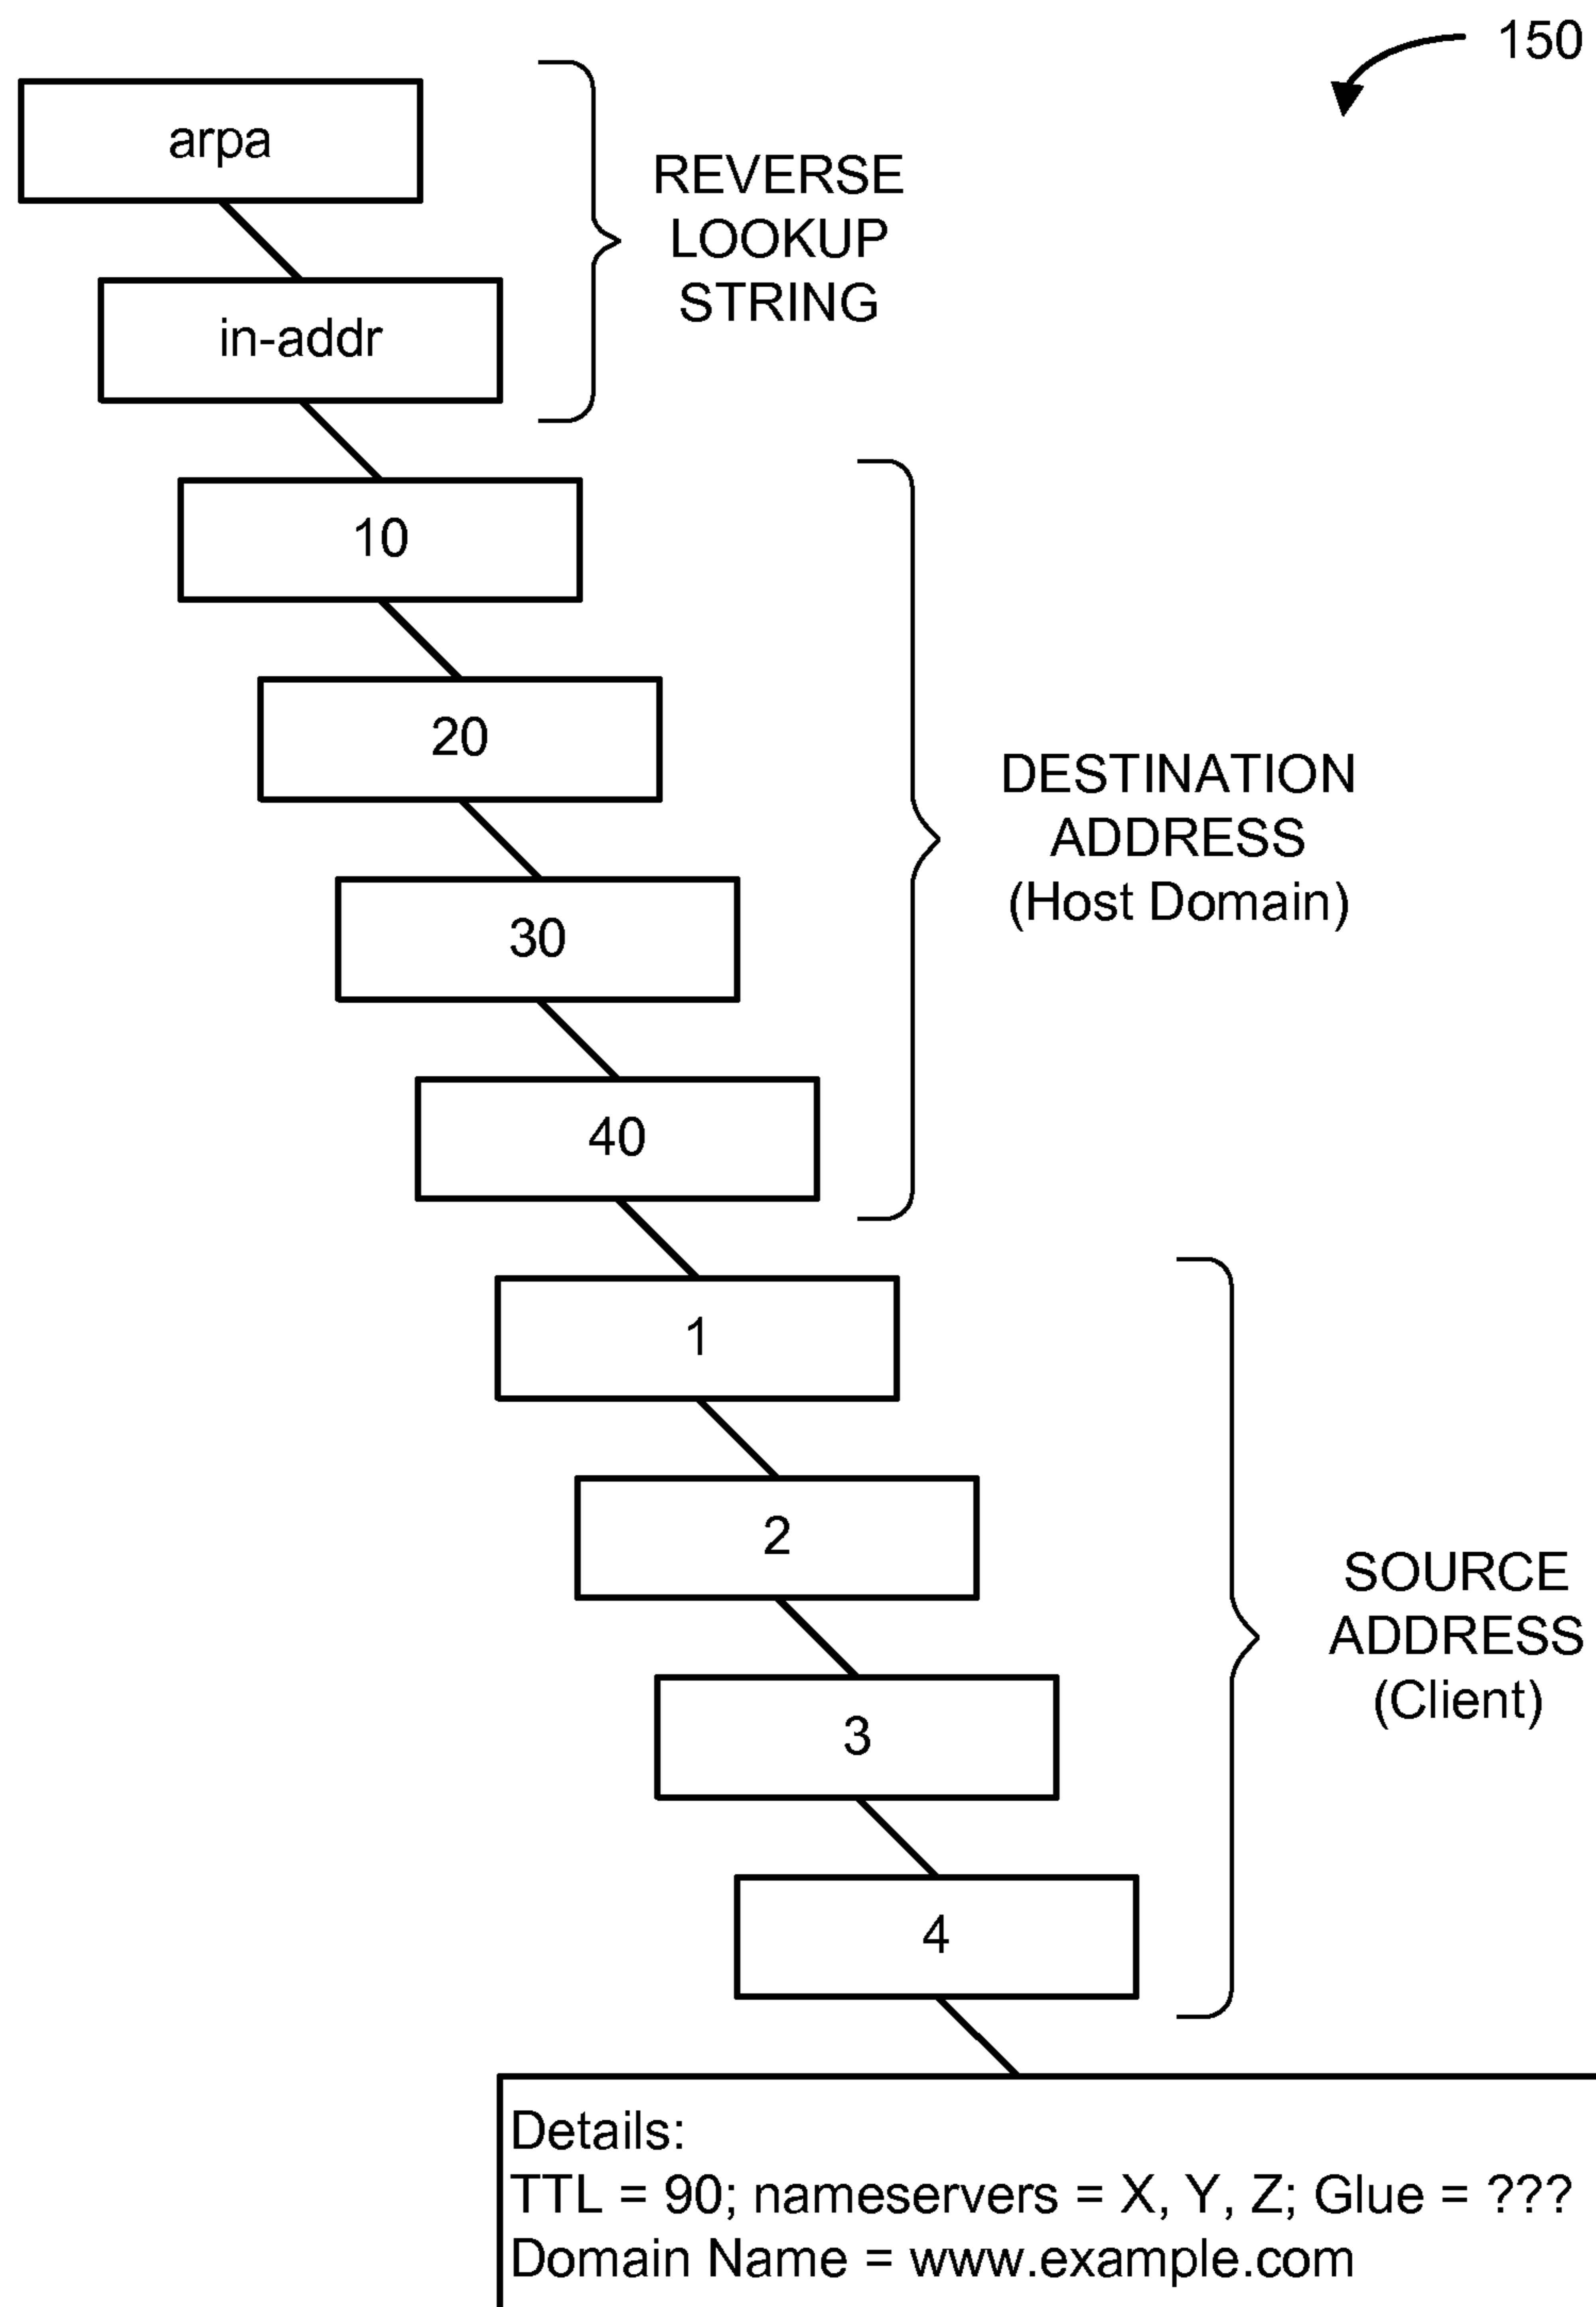 150
arpa
REVERSE
LOOKUP
STRING
in-addr
10
20
DESTINATION
ADDRESS
(Host Domain)
30
40
1
2
SOURCE
ADDRESS
(Client)
3
4
Details:
TTL = 90; nameservers = X, Y, Z; Glue = ???
Domain Name = www.example.com